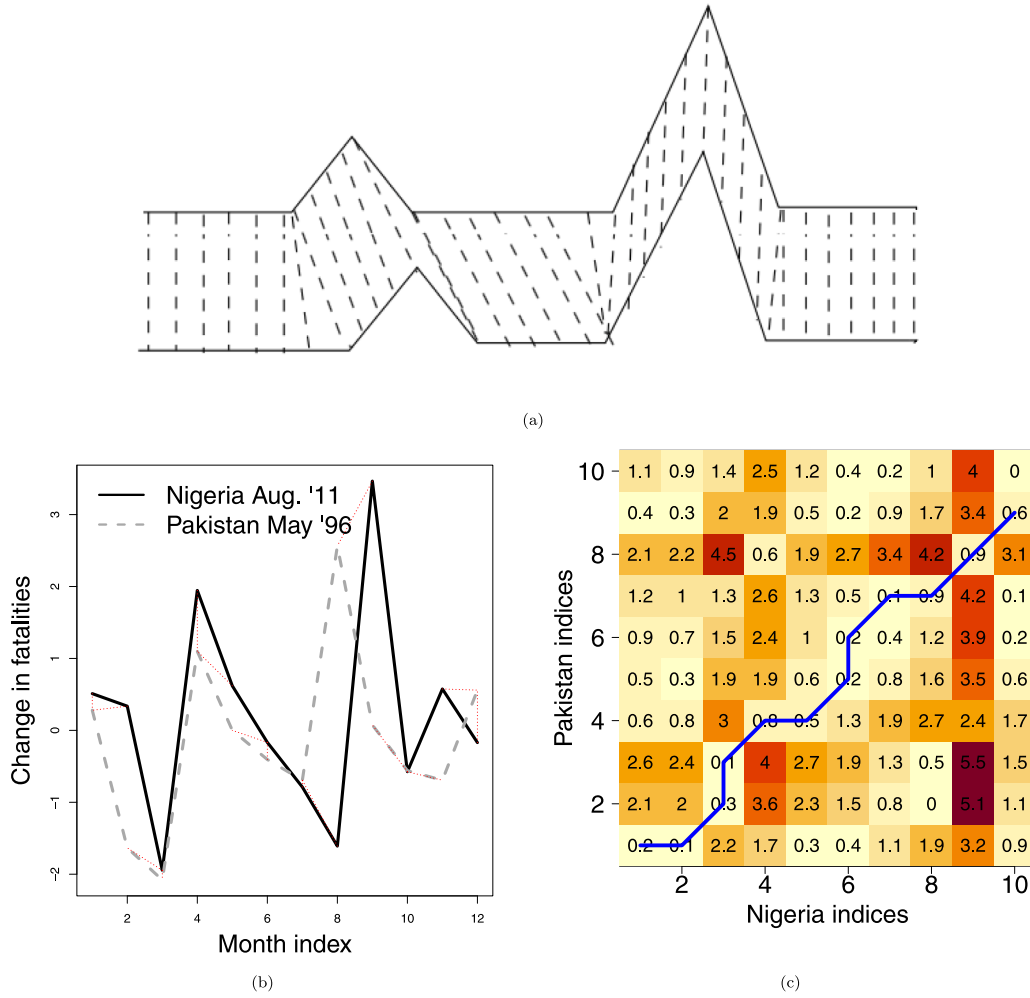 (a)
Nigeria Aug. '11
Pakistan May '96
Change in fatalities
3
2
1
0
−1
−2
2 4 6 8 10 12
Month index
(b)
Pakistan indices
10 1.1 0.9 1.4 2.5 1.2 0.4 0.2 1 4 0
0.4 0.3 2 1.9 0.5 0.2 0.9 1.7 3.4 0.6
8 2.1 2.2 4.5 0.6 1.9 2.7 3.4 4.2 0.9 3.1
1.2 1 1.3 2.6 1.3 0.5 0.1 0.9 4.2 0.1
6 0.9 0.7 1.5 2.4 1 0.2 0.4 1.2 3.9 0.2
0.5 0.3 1.9 1.9 0.6 0.2 0.8 1.6 3.5 0.6
4 0.6 0.8 3 0.8 0.5 1.3 1.9 2.7 2.4 1.7
2.6 2.4 0.1 4 2.7 1.9 1.3 0.5 5.5 1.5
2 2.1 2 0.3 3.6 2.3 1.5 0.8 0 5.1 1.1
0.2 0.1 2.2 1.7 0.3 0.4 1.1 1.9 3.2 0.9
2 4 6 8 10
Nigeria indices
(c)